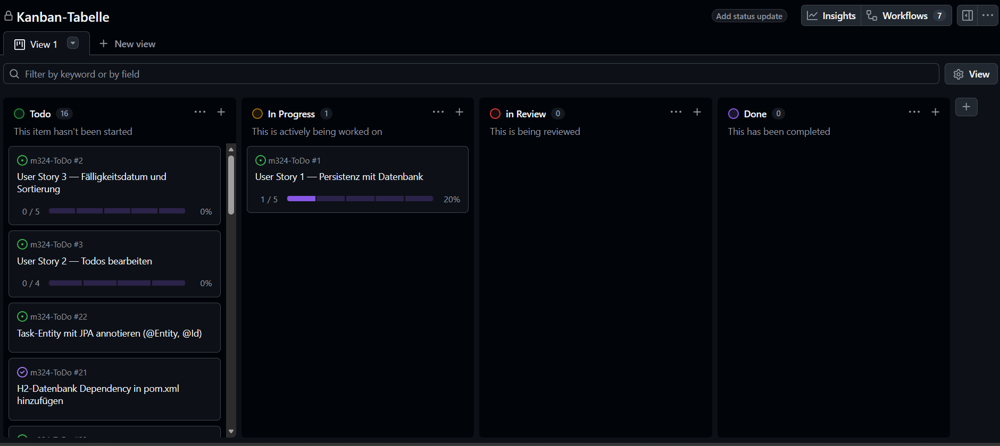 Kanban-Tabelle
Add status update
Insights
Workflows 7
View 1
New view
Filter by keyword or by field
View
Todo 16
This item hasn't been started
m324-ToDo #2
User Story 3 — Fälligkeitsdatum und
Sortierung
0 / 5
0%
m324-ToDo #3
User Story 2 — Todos bearbeiten
0 / 4
0%
m324-ToDo #22
Task-Entity mit JPA annotieren (@Entity, @Id)
m324-ToDo #21
H2-Datenbank Dependency in pom.xml
hinzufügen
In Progress 1
This is actively being worked on
m324-ToDo #1
User Story 1 — Persistenz mit Datenbank
1 / 5
20%
in Review 0
This is being reviewed
Done 0
This has been completed